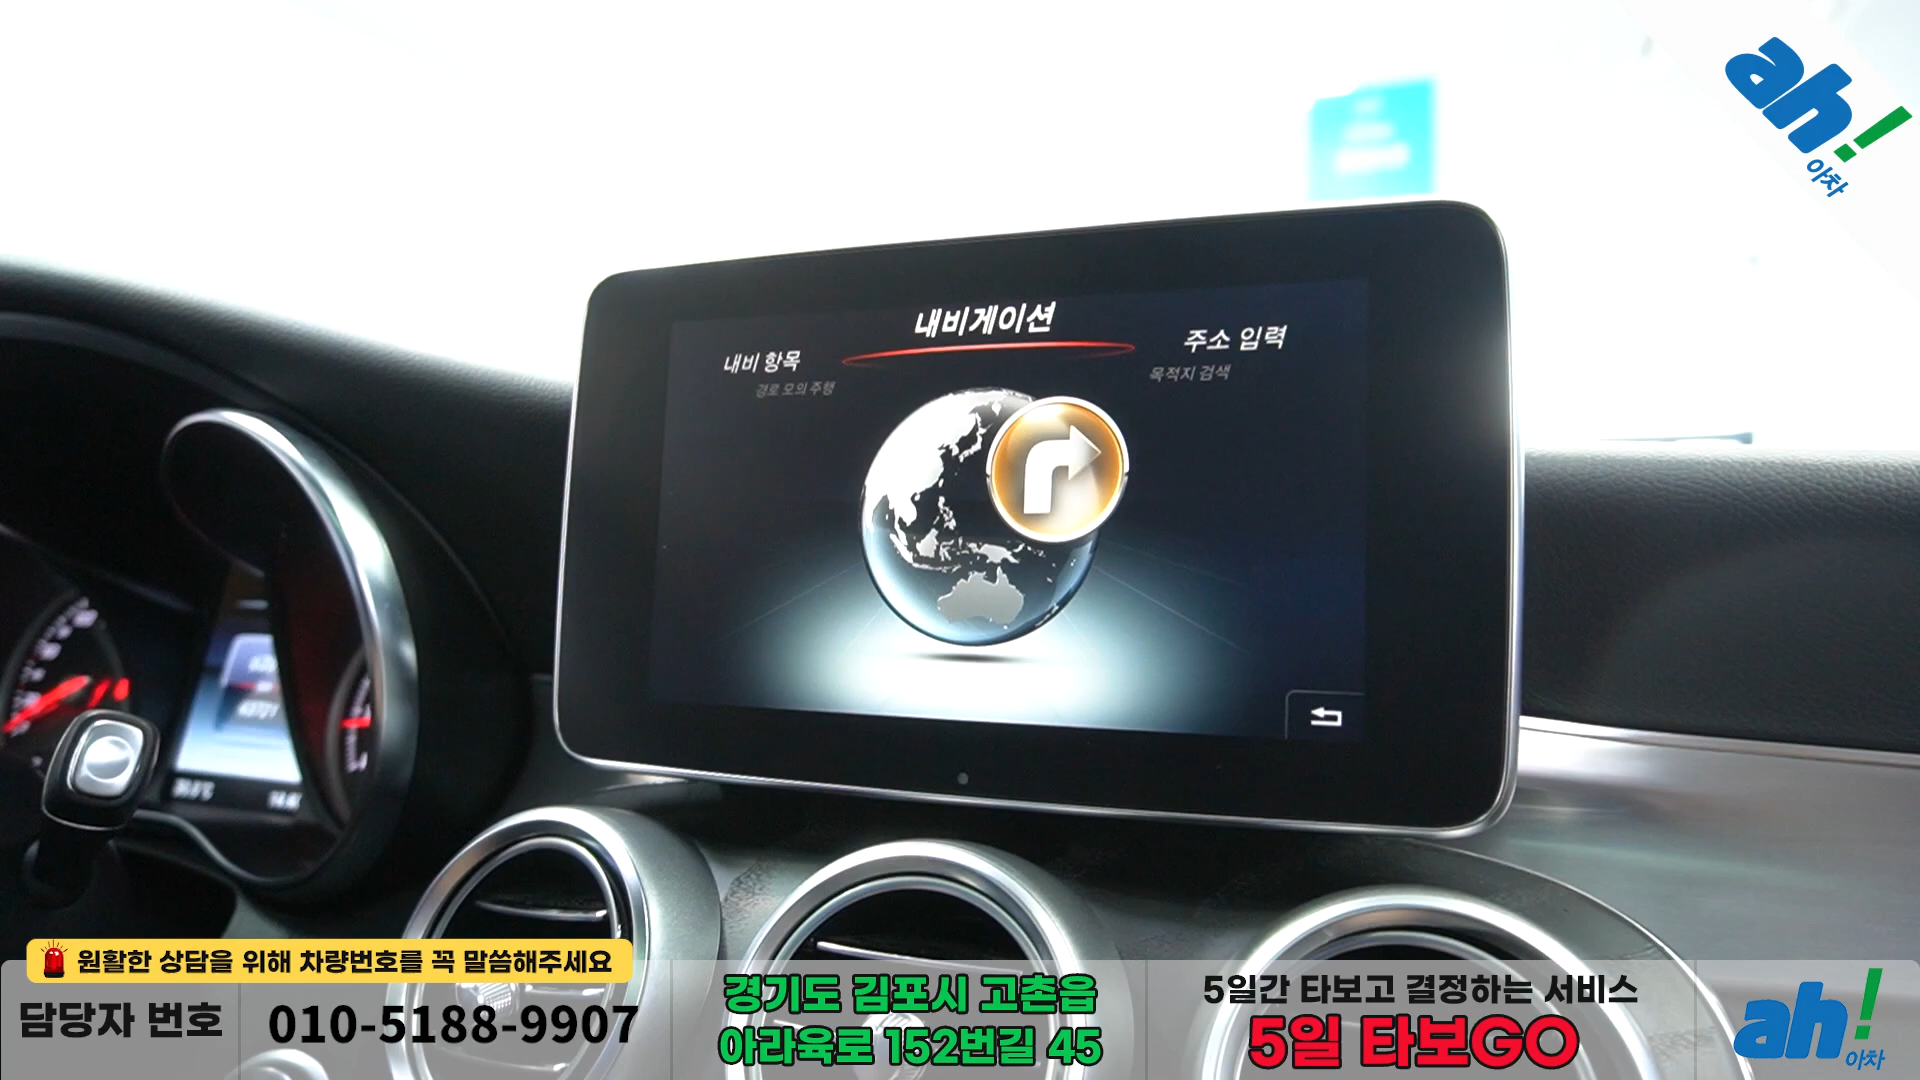 ah!
아차
내비게이션
내비 항목
경로 모의 주행
주소 입력
목적지 검색
원활한 상담을 위해 차량번호를 꼭 말씀해주세요
담당자 번호
010-5188-9907
경기도 김포시 고촌읍
아라육로 152번길 45
5일간 타보고 결정하는 서비스
5일 타보GO
ah!
아차